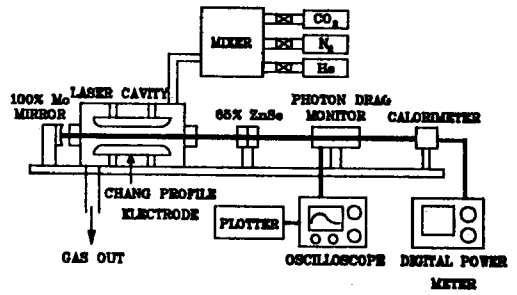 CO2
MIXER
N2
He
LASER CAVITY
100% Mo
MIRROR
85% ZnSe
PHOTON DRAG
MONITOR
CALORIMETER
CHANG PROFILE
ELECTRODE
GAS OUT
PLOTTER
OSCILLOSCOPE
DIGITAL POWER
METER